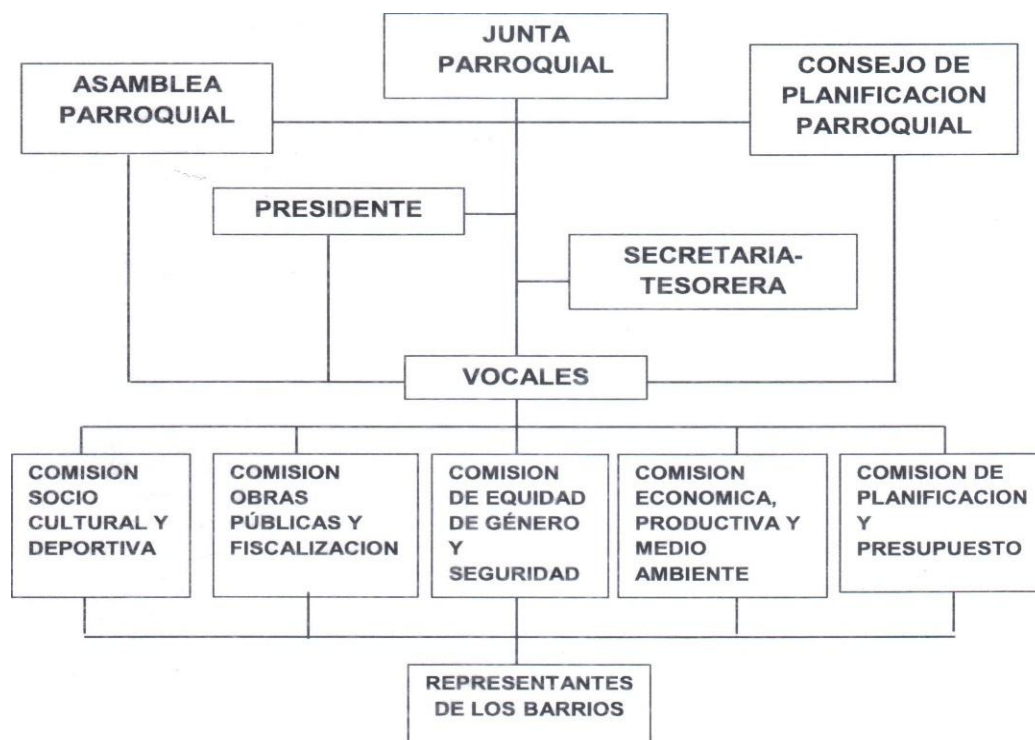 JUNTA
PARROQUIAL
ASAMBLEA
PARROQUIAL
CONSEJO DE
PLANIFICACION
PARROQUIAL
PRESIDENTE
SECRETARIA-
TESORERA
VOCALES
COMISION
SOCIO
CULTURAL Y
DEPORTIVA
COMISION
OBRAS
PÚBLICAS Y
FISCALIZACION
COMISION
DE EQUIDAD
DE GÉNERO
Y
SEGURIDAD
COMISION
ECONOMICA,
PRODUCTIVA Y
MEDIO
AMBIENTE
COMISION DE
PLANIFICACION
Y
PRESUPUESTO
REPRESENTANTES
DE LOS BARRIOS